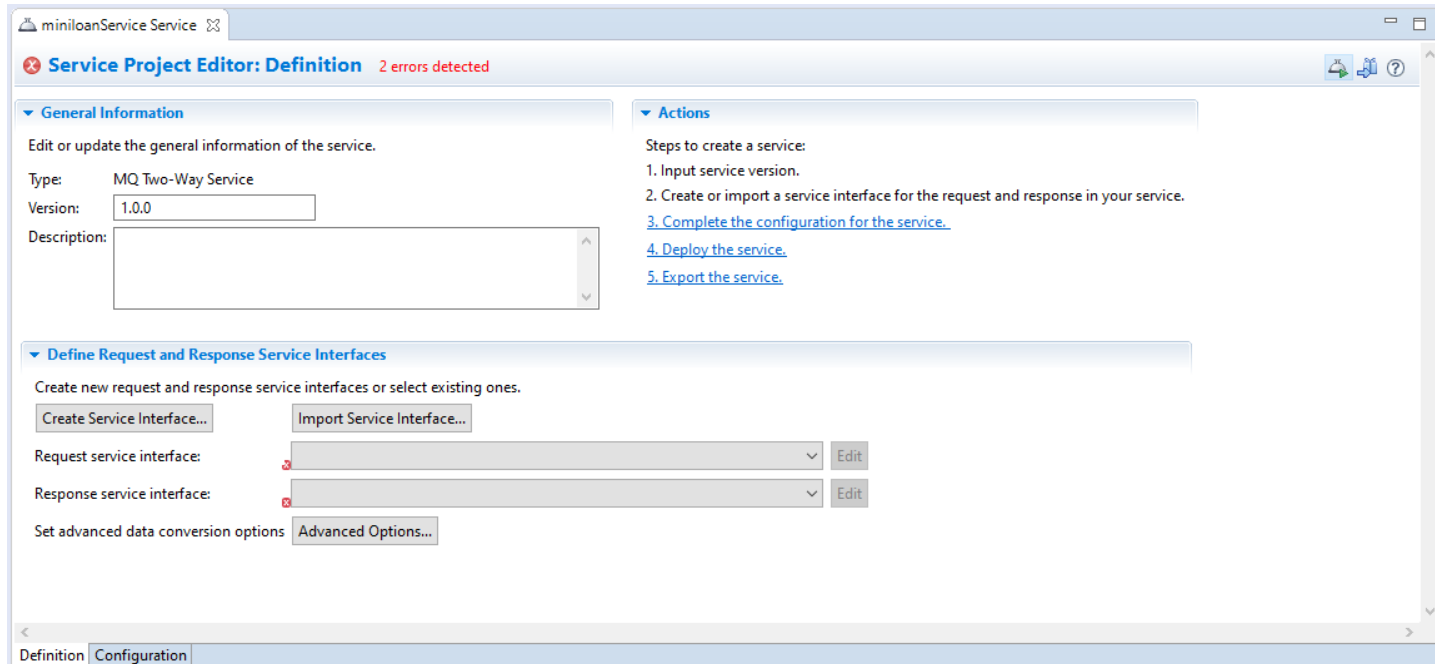 miniloanService Service
Service Project Editor: Definition 2 errors detected
General Information
Edit or update the general information of the service.
Type: MQ Two-Way Service
Version: 1.0.0
Description:
Actions
Steps to create a service:
1. Input service version.
2. Create or import a service interface for the request and response in your service.
3. Complete the configuration for the service.
4. Deploy the service.
5. Export the service.
Define Request and Response Service Interfaces
Create new request and response service interfaces or select existing ones.
Create Service Interface... Import Service Interface...
Request service interface: Edit
Response service interface: Edit
Set advanced data conversion options Advanced Options...
Definition Configuration